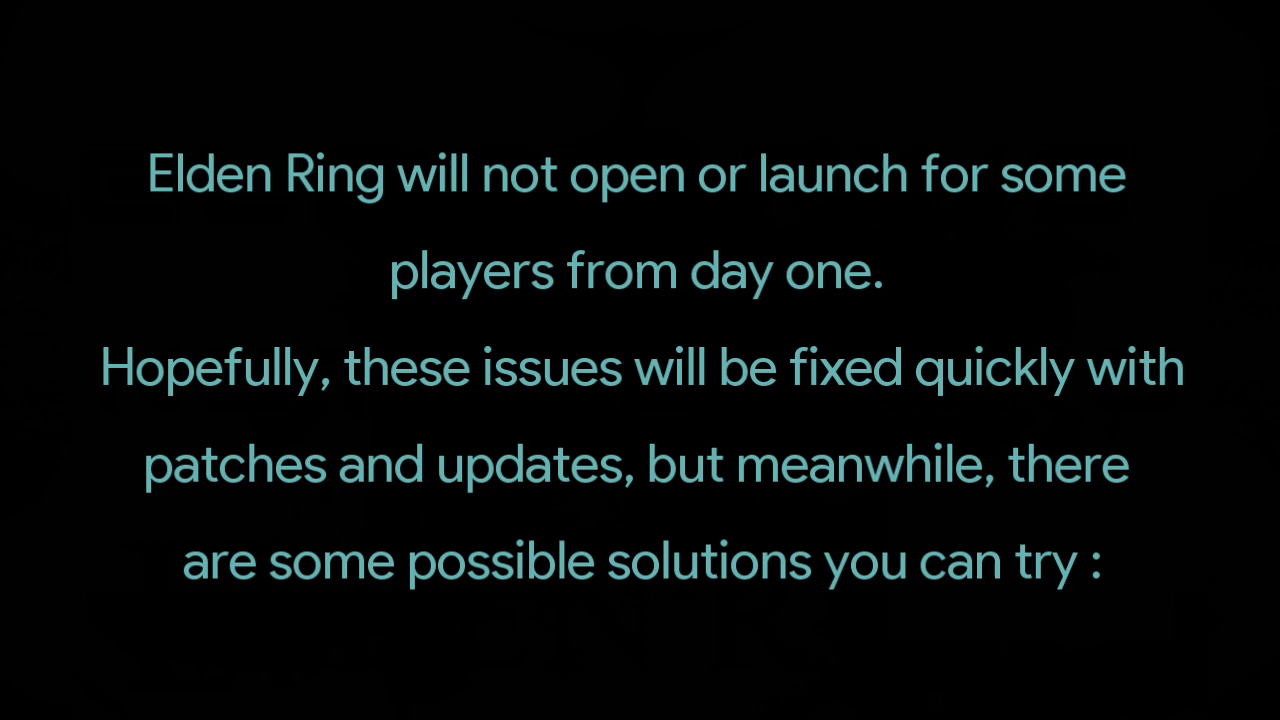 Elden Ring will not open or launch for some
players from day one.
Hopefully, these issues will be fixed quickly with
patches and updates, but meanwhile, there
are some possible solutions you can try :